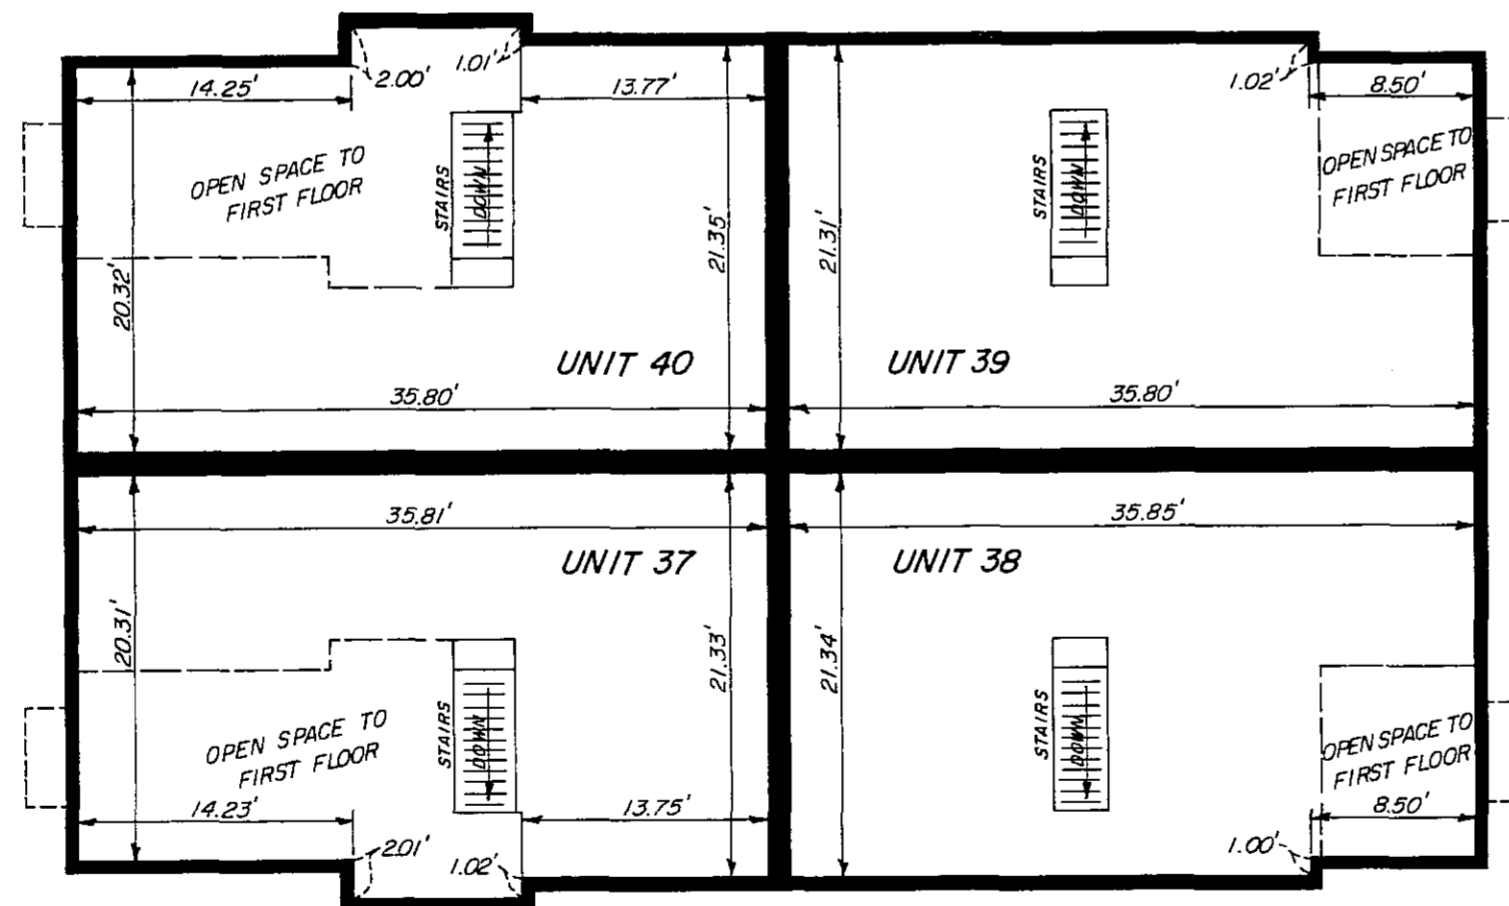 1.01'
2.00'
14.25'
13.77'
1.02'
8.50'
OPEN SPACE TO
FIRST FLOOR
STAIRS
DOWN
STAIRS
DOWN
OPEN SPACE TO
FIRST FLOOR
20.32'
21.35'
21.31'
UNIT 40
UNIT 39
35.80'
35.80'
35.81'
35.85'
UNIT 37
UNIT 38
20.31'
21.33'
21.34'
OPEN SPACE TO
FIRST FLOOR
STAIRS
DOWN
STAIRS
DOWN
OPEN SPACE TO
FIRST FLOOR
14.23'
13.75'
8.50'
2.01'
1.02'
1.00'